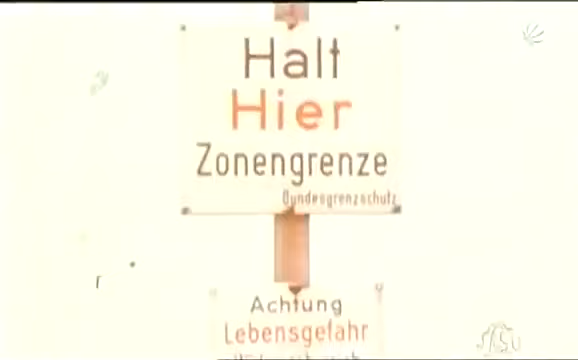 Halt
Hier
Zonengrenze
Bundesgrenzschutz
Achtung
Lebensgefahr